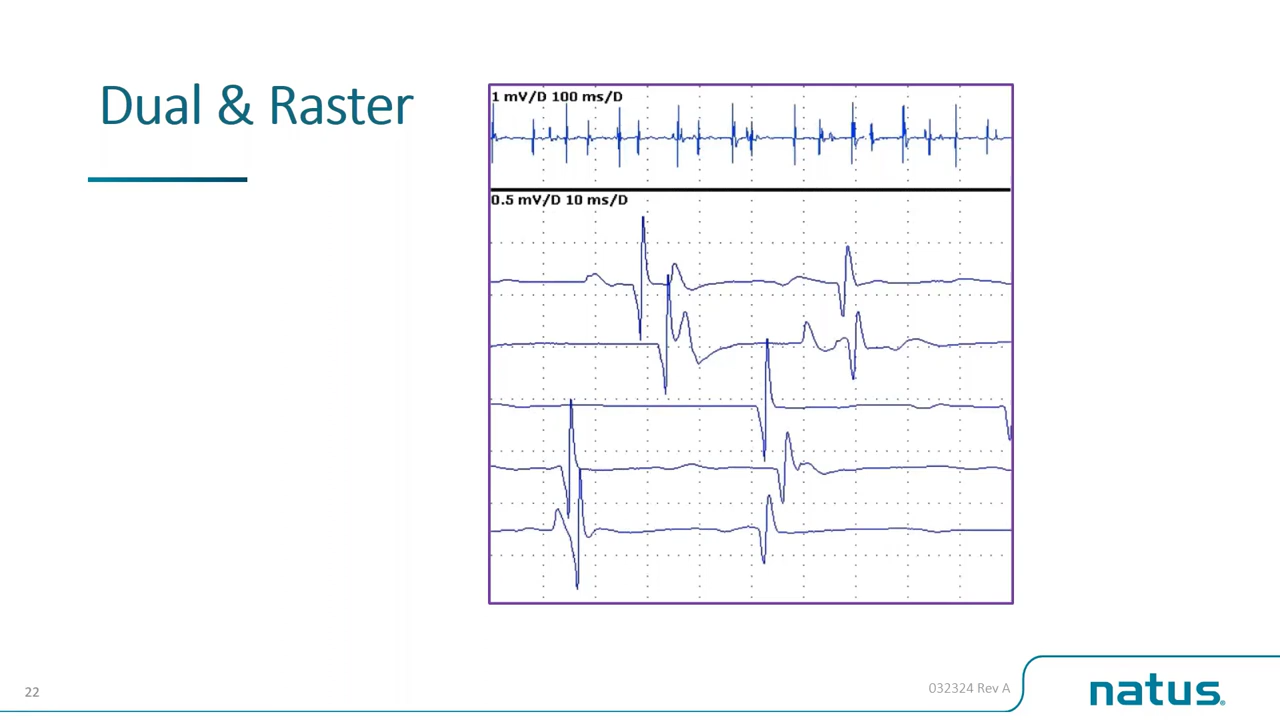 Dual & Raster
1 mV/D 100 ms/D
0.5 mV/D 10 ms/D
22
032324 Rev A
natus®